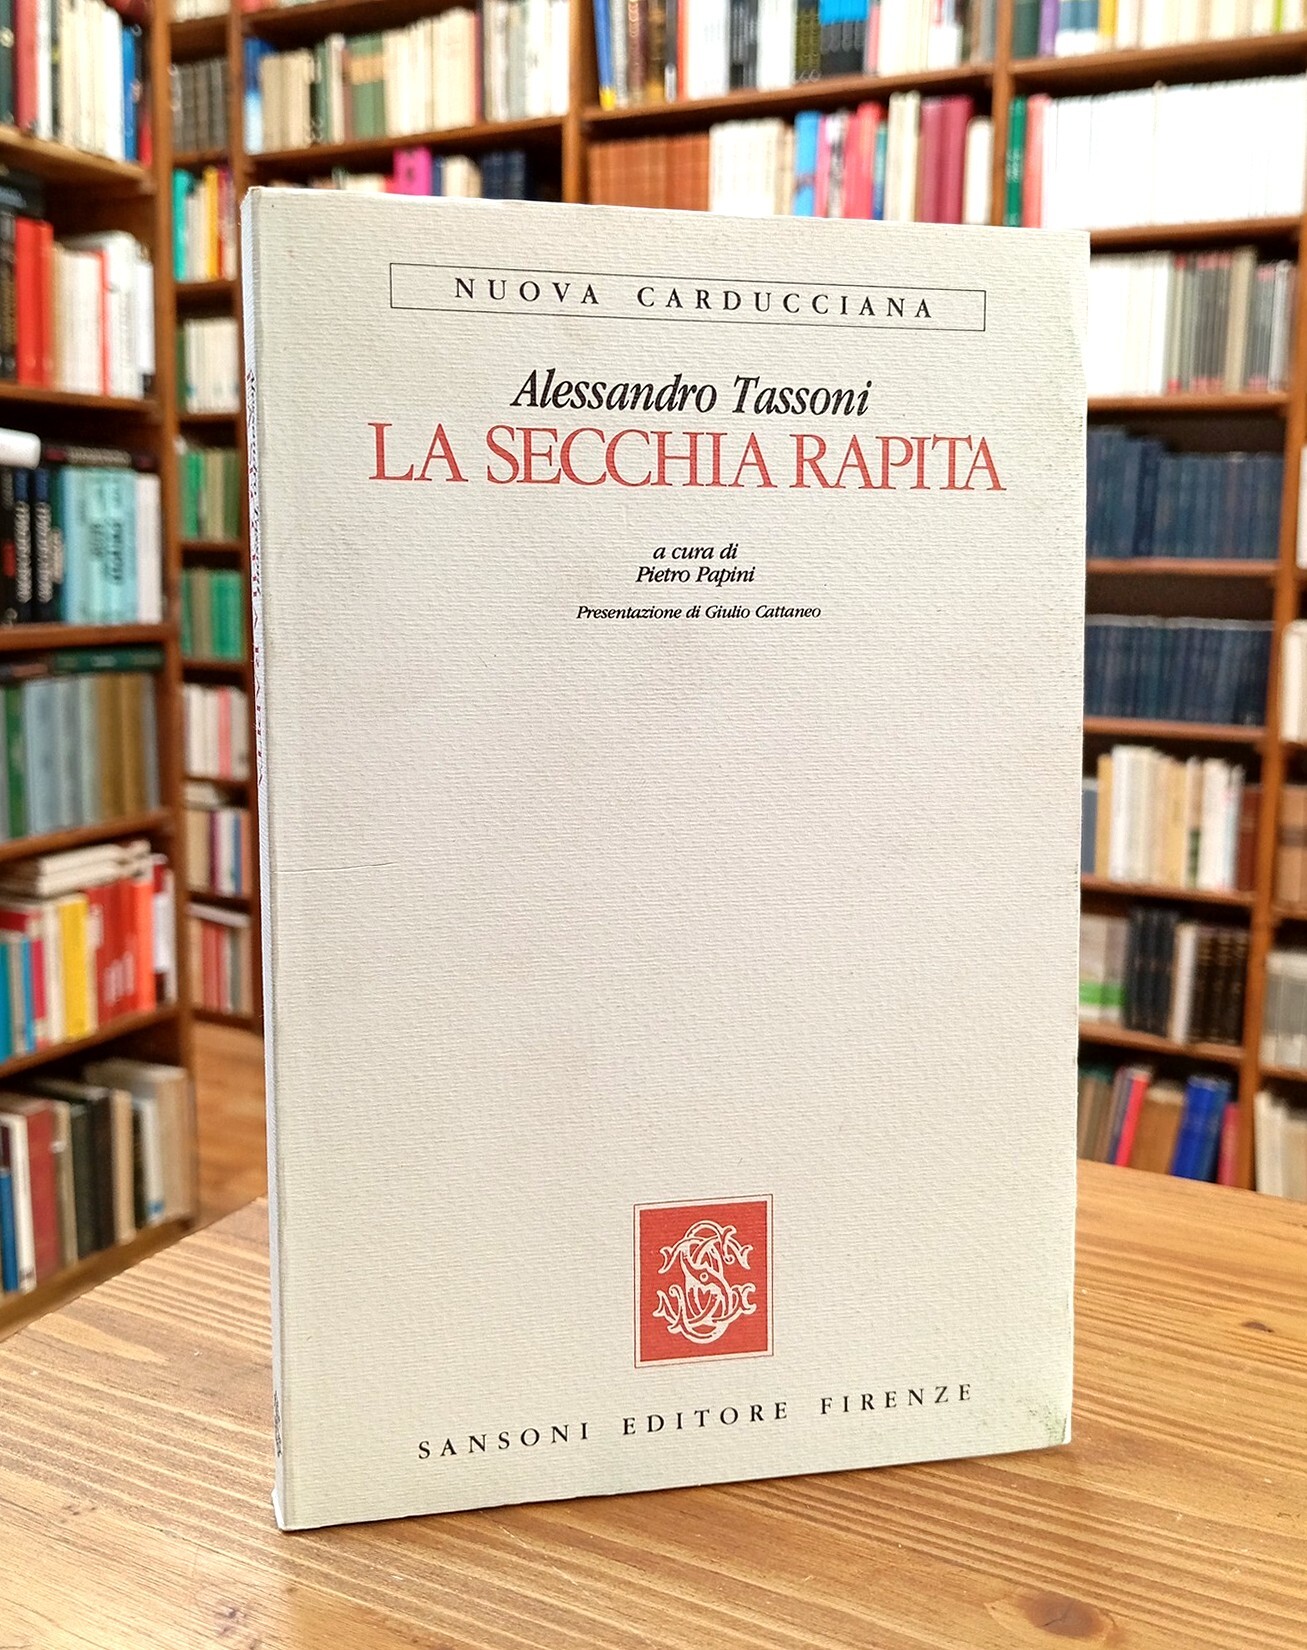 NUOVA CARDUCCIANA
Alessandro Tassoni
LA SECCHIA RAPITA
a cura di
Pietro Papini
Presentazione di Giulio Cattaneo
SANSONI EDITORE FIRENZE